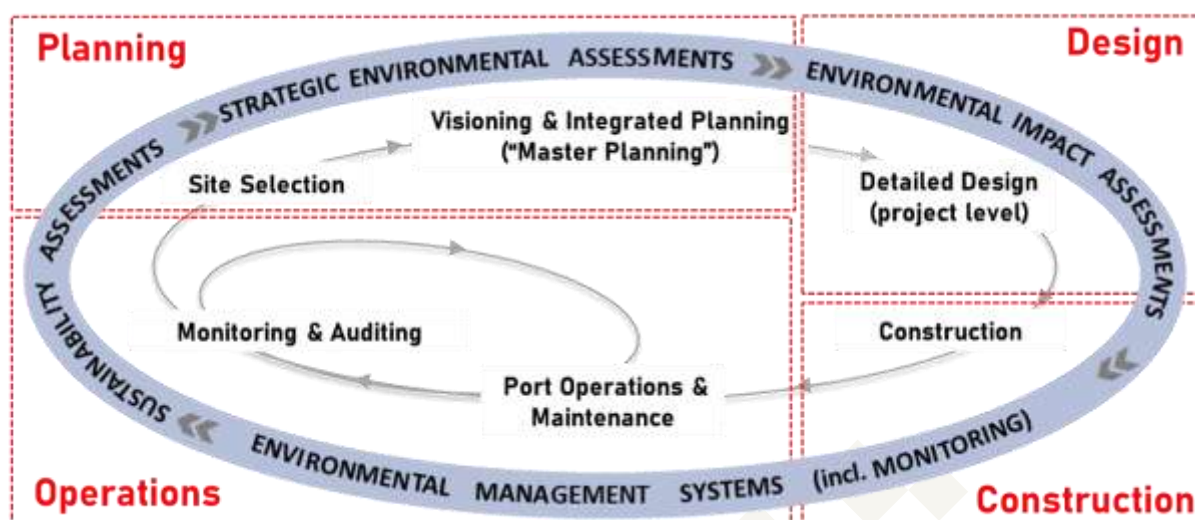 Planning
Design
STRATEGIC ENVIRONMENTAL ASSESSMENTS
ENVIRONMENTAL IMPACT ASSESSMENTS
Visioning & Integrated Planning
(“Master Planning”)
Site Selection
Detailed Design
(project level)
Monitoring & Auditing
Construction
Port Operations &
Maintenance
SUSTAINABILITY ASSESSMENTS
ENVIRONMENTAL MANAGEMENT SYSTEMS (incl. MONITORING)
Operations
Construction